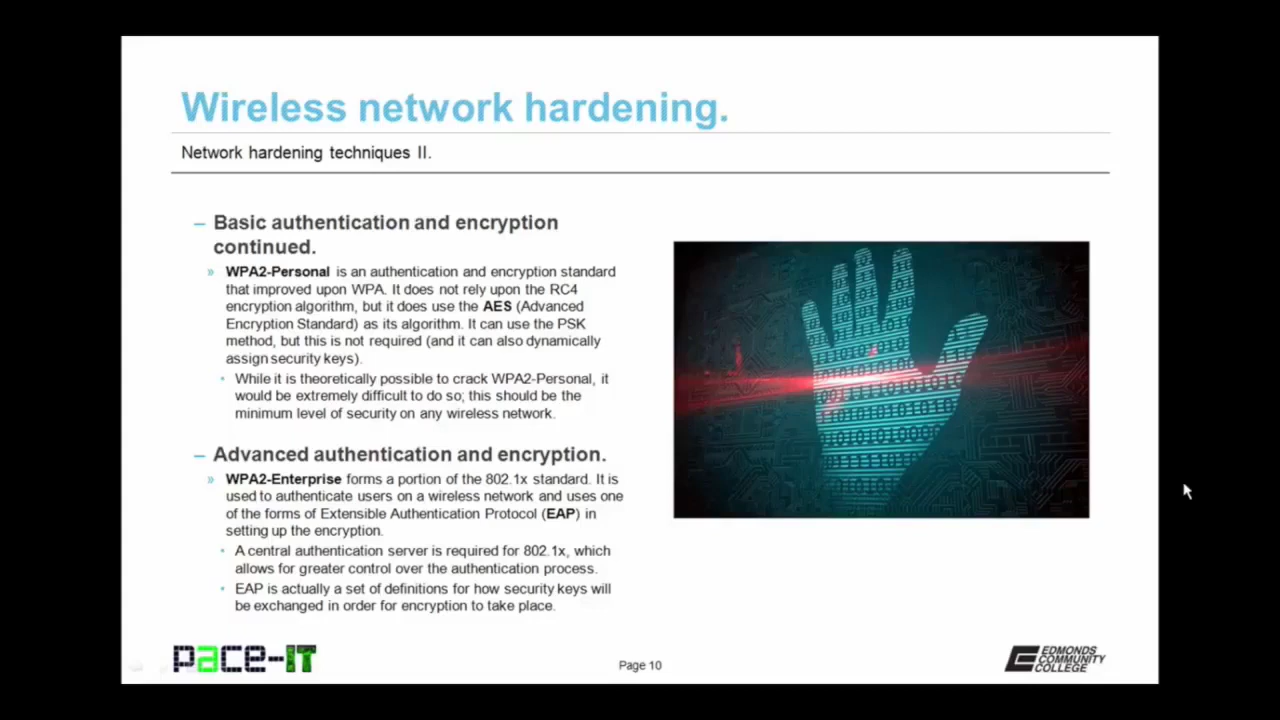 Wireless network hardening.
Network hardening techniques II.
– Basic authentication and encryption
continued.
» WPA2-Personal is an authentication and encryption standard
that improved upon WPA. It does not rely upon the RC4
encryption algorithm, but it does use the AES (Advanced
Encryption Standard) as its algorithm. It can use the PSK
method, but this is not required (and it can also dynamically
assign security keys).
• While it is theoretically possible to crack WPA2-Personal, it
would be extremely difficult to do so; this should be the
minimum level of security on any wireless network.
– Advanced authentication and encryption.
» WPA2-Enterprise forms a portion of the 802.1x standard. It is
used to authenticate users on a wireless network and uses one
of the forms of Extensible Authentication Protocol (EAP) in
setting up the encryption.
• A central authentication server is required for 802.1x, which
allows for greater control over the authentication process.
• EAP is actually a set of definitions for how security keys will
be exchanged in order for encryption to take place.
pace-IT
Page 10
EDMONDS
COMMUNITY
COLLEGE